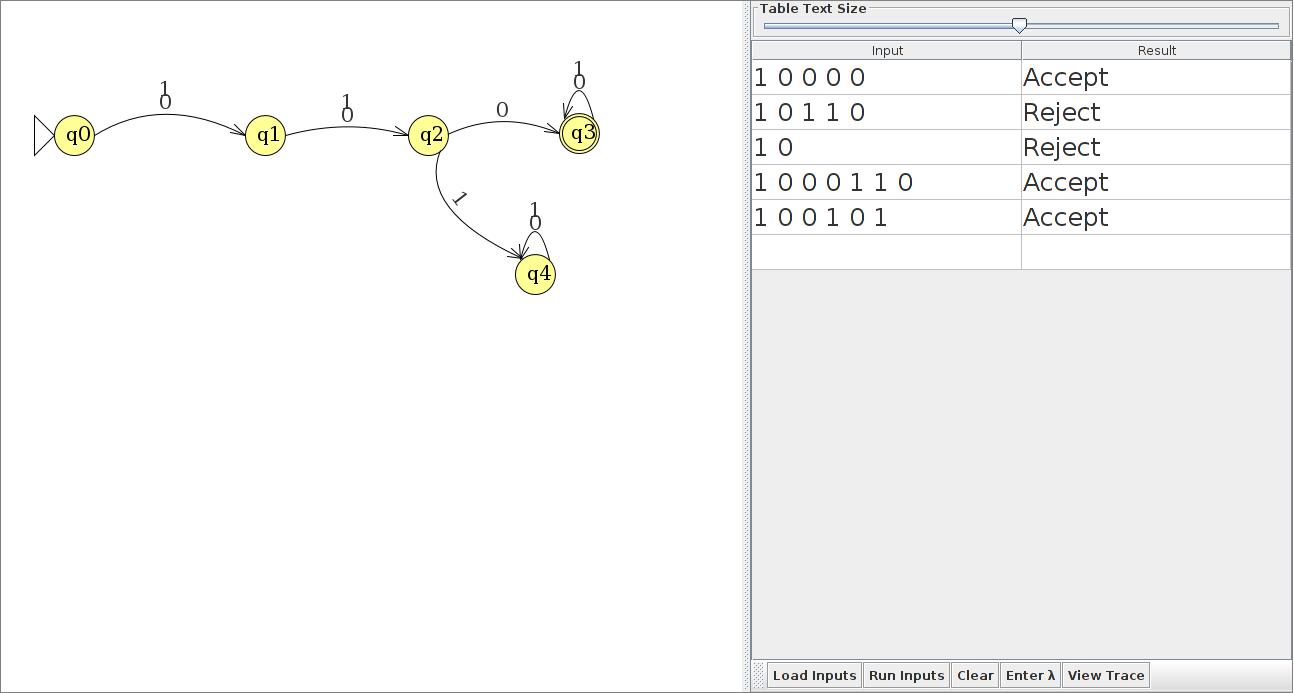 1
0
q0
1
0
q1
1
0
q2
0
1
0
q3
1
1
0
q4
Table Text Size
Input Result
1 0 0 0 0 Accept
1 0 1 1 0 Reject
1 0 Reject
1 0 0 0 1 1 0 Accept
1 0 0 1 0 1 Accept
Load Inputs Run Inputs Clear Enter λ View Trace